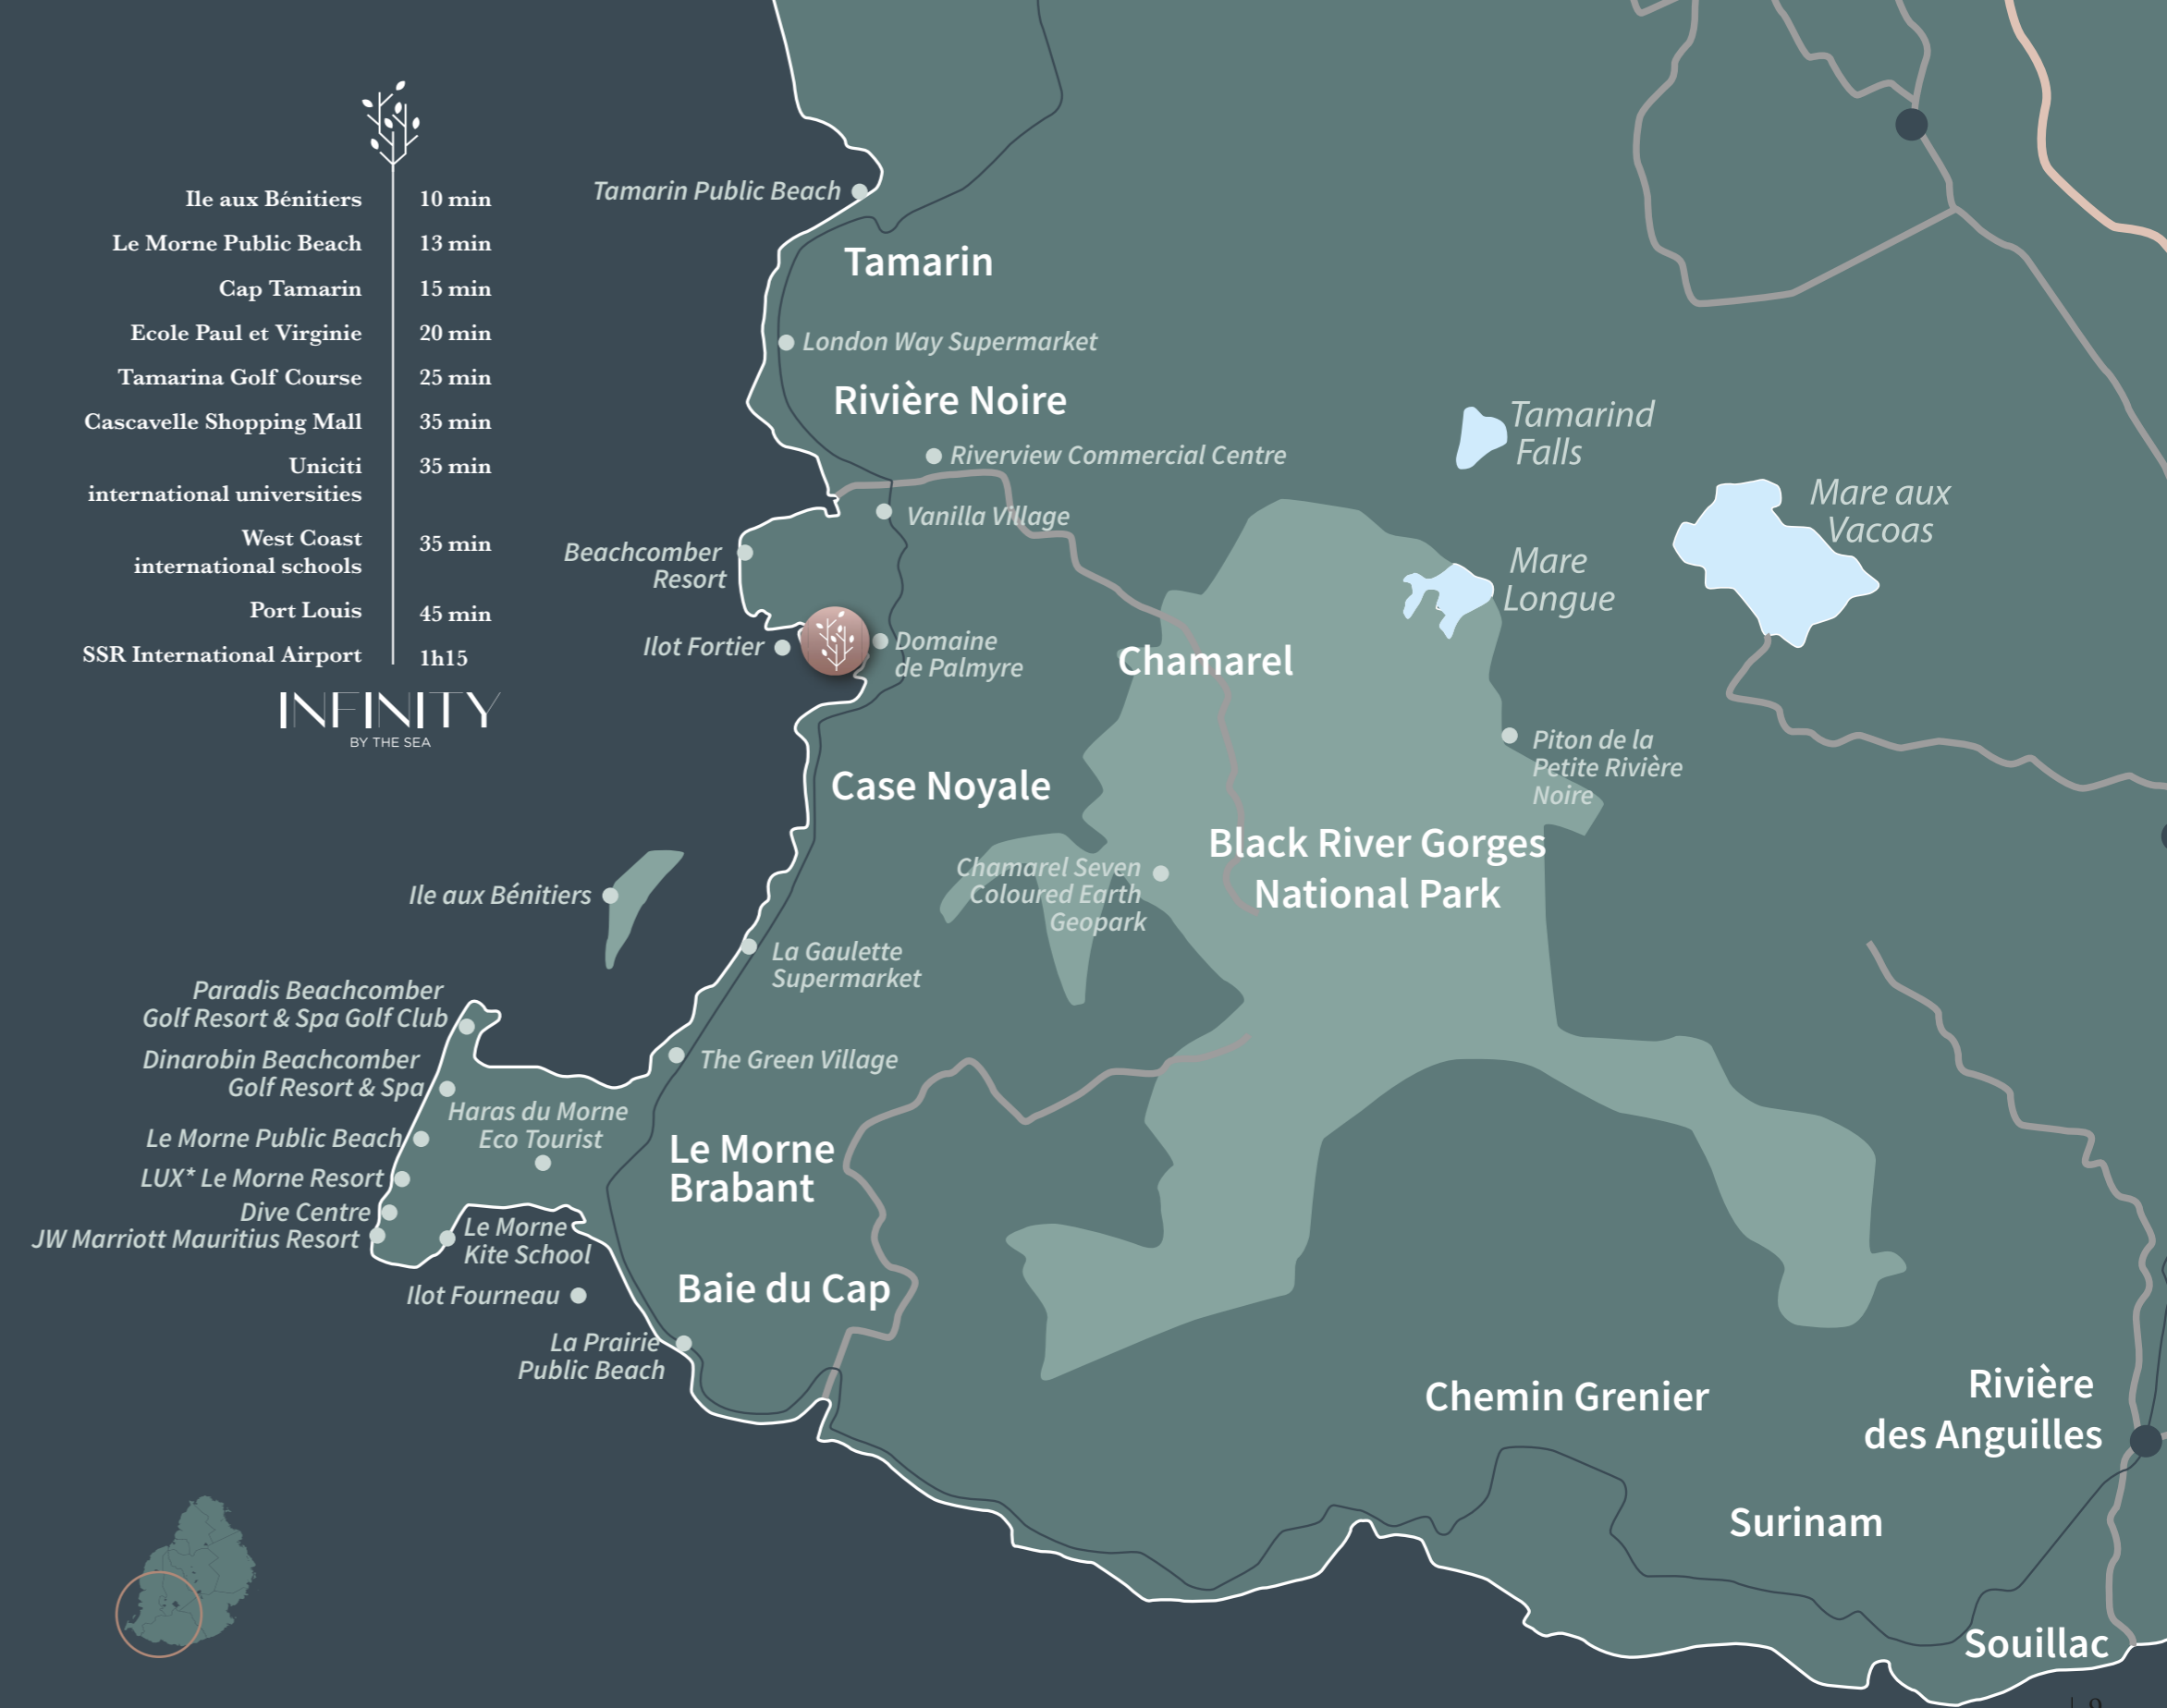 Ile aux Bénitiers 10 min
Le Morne Public Beach 13 min
Cap Tamarin 15 min
Ecole Paul et Virginie 20 min
Tamarina Golf Course 25 min
Cascavelle Shopping Mall 35 min
Uniciti 35 min
international universities
West Coast
international schools 35 min
Port Louis 45 min
SSR International Airport 1h15
INFINITY
BY THE SEA
Tamarin Public Beach
Tamarin
London Way Supermarket
Rivière Noire
Riverview Commercial Centre
Vanilla Village
Beachcomber
Resort
Ilot Fortier
Domaine
de Palmyre
Tamarind
Falls
Mare aux
Vacoas
Mare
Longue
Chamarel
Piton de la
Petite Rivière
Noire
Case Noyale
Black River Gorges
National Park
Chamarel Seven
Coloured Earth
Geopark
Ile aux Bénitiers
La Gaulette
Supermarket
Paradis Beachcomber
Golf Resort & Spa Golf Club
Dinarobin Beachcomber
Golf Resort & Spa
The Green Village
Haras du Morne
Eco Tourist
Le Morne Public Beach
LUX* Le Morne Resort
Dive Centre
JW Marriott Mauritius Resort
Le Morne
Kite School
Le Morne
Brabant
Ilot Fourneau
Baie du Cap
La Prairie
Public Beach
Chemin Grenier
Rivière
des Anguilles
Surinam
Souillac
| 9